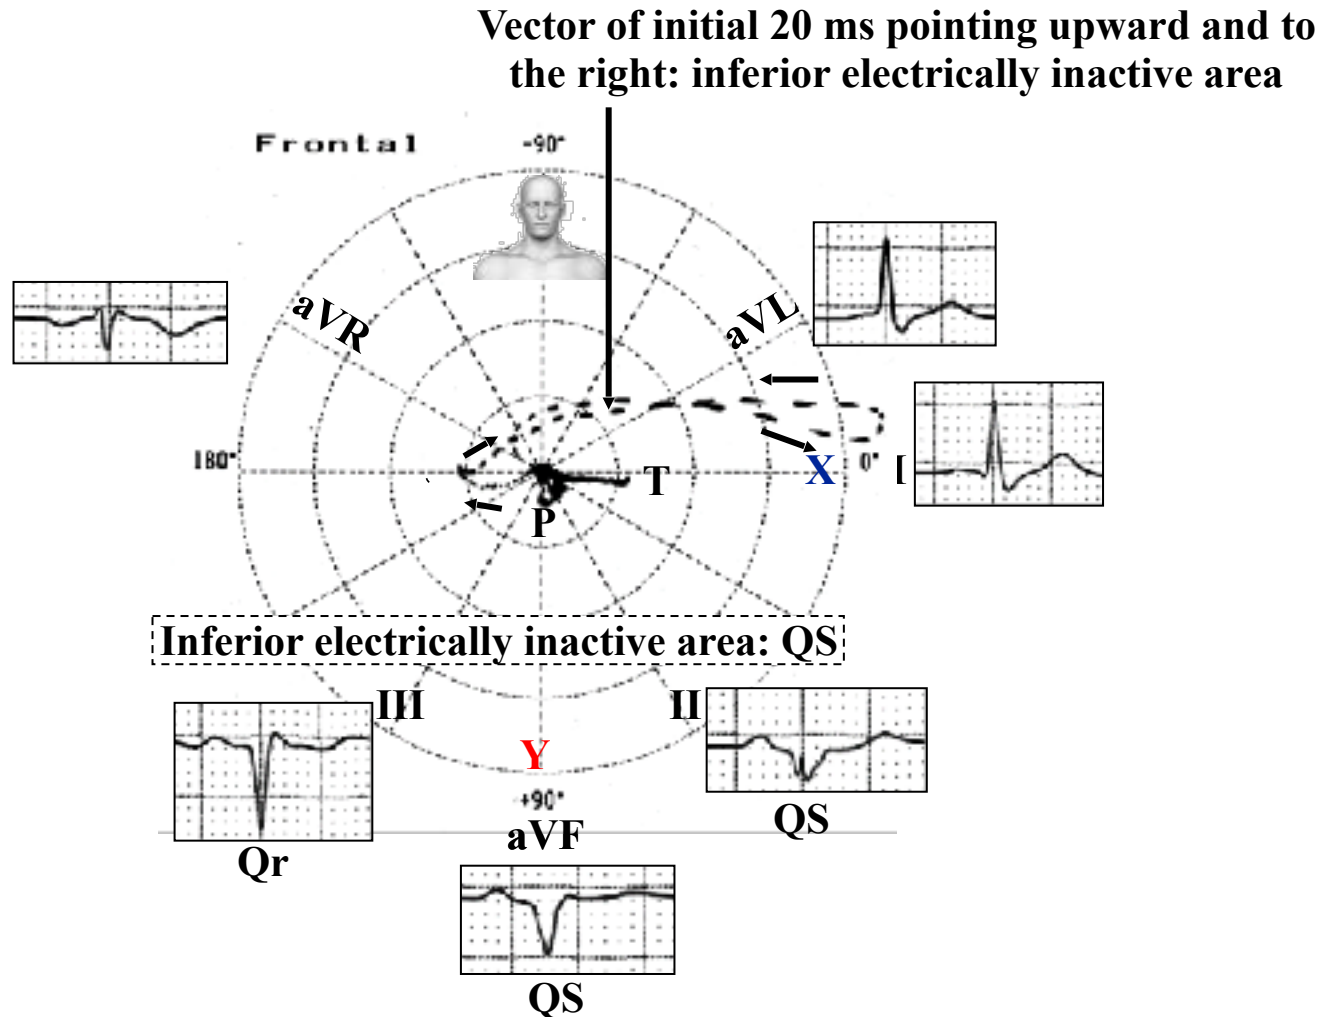 Vector of initial 20 ms pointing upward and to
the right: inferior electrically inactive area
Frontal
-90°
aVR
aVL
180°
T
X
0°
I
P
Inferior electrically inactive area: QS
III
II
Y
+90°
aVF
QS
Qr
QS